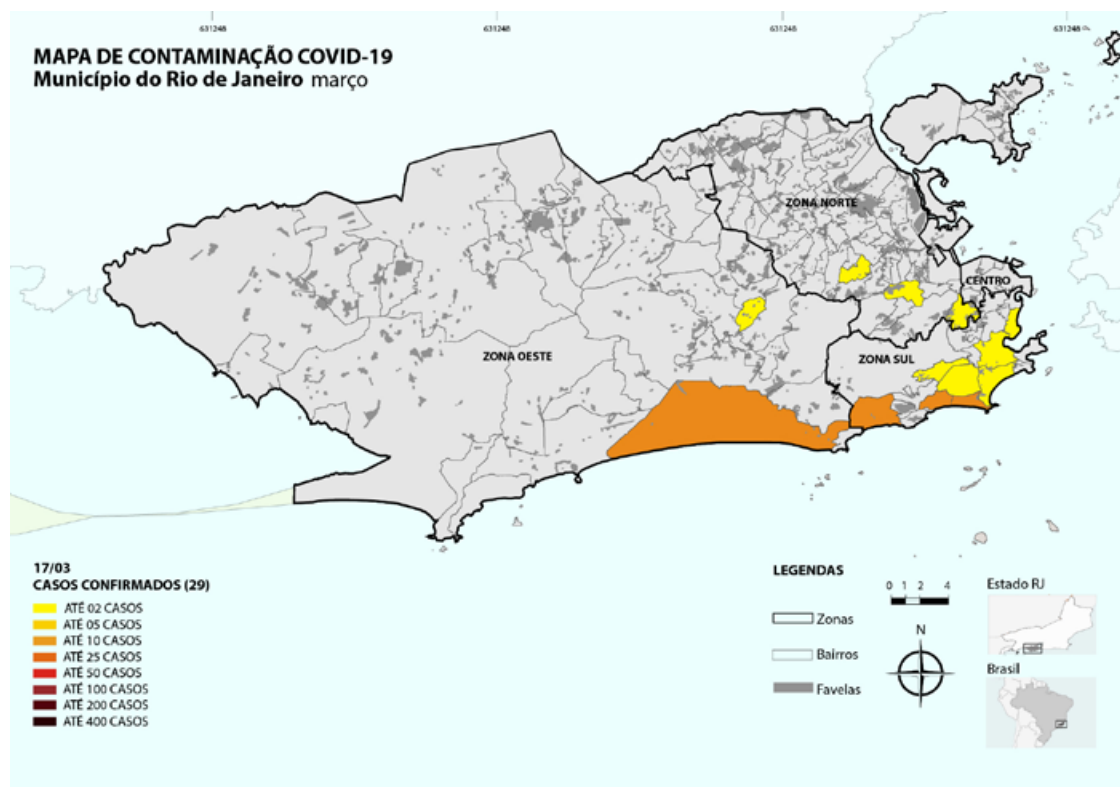 631248 631248 631248 631248
MAPA DE CONTAMINAÇÃO COVID-19
Município do Rio de Janeiro março
ZONA NORTE
CENTRO
ZONA OESTE
ZONA SUL
17/03
CASOS CONFIRMADOS (29)
ATÉ 02 CASOS
ATÉ 05 CASOS
ATÉ 10 CASOS
ATÉ 25 CASOS
ATÉ 50 CASOS
ATÉ 100 CASOS
ATÉ 200 CASOS
ATÉ 400 CASOS
LEGENDAS
Zonas
Bairros
Favelas
0 1 2 4
N
Estado RJ
Brasil